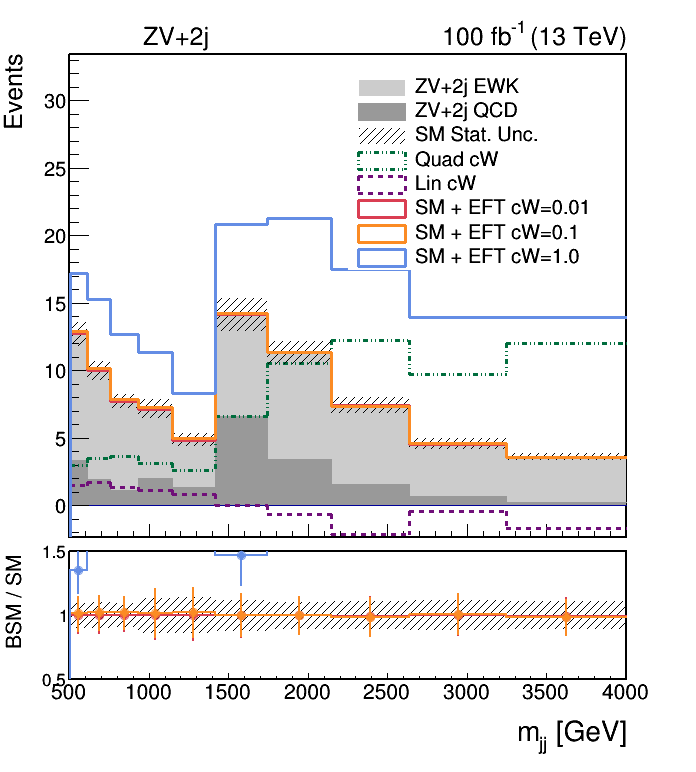 ZV+2j
100 fb-1 (13 TeV)
Events
30
25
20
15
10
5
0
ZV+2j EWK
ZV+2j QCD
SM Stat. Unc.
Quad cW
Lin cW
SM + EFT cW=0.01
SM + EFT cW=0.1
SM + EFT cW=1.0
BSM / SM
1.5
1
0.5
500 1000 1500 2000 2500 3000 3500 4000
mjj [GeV]